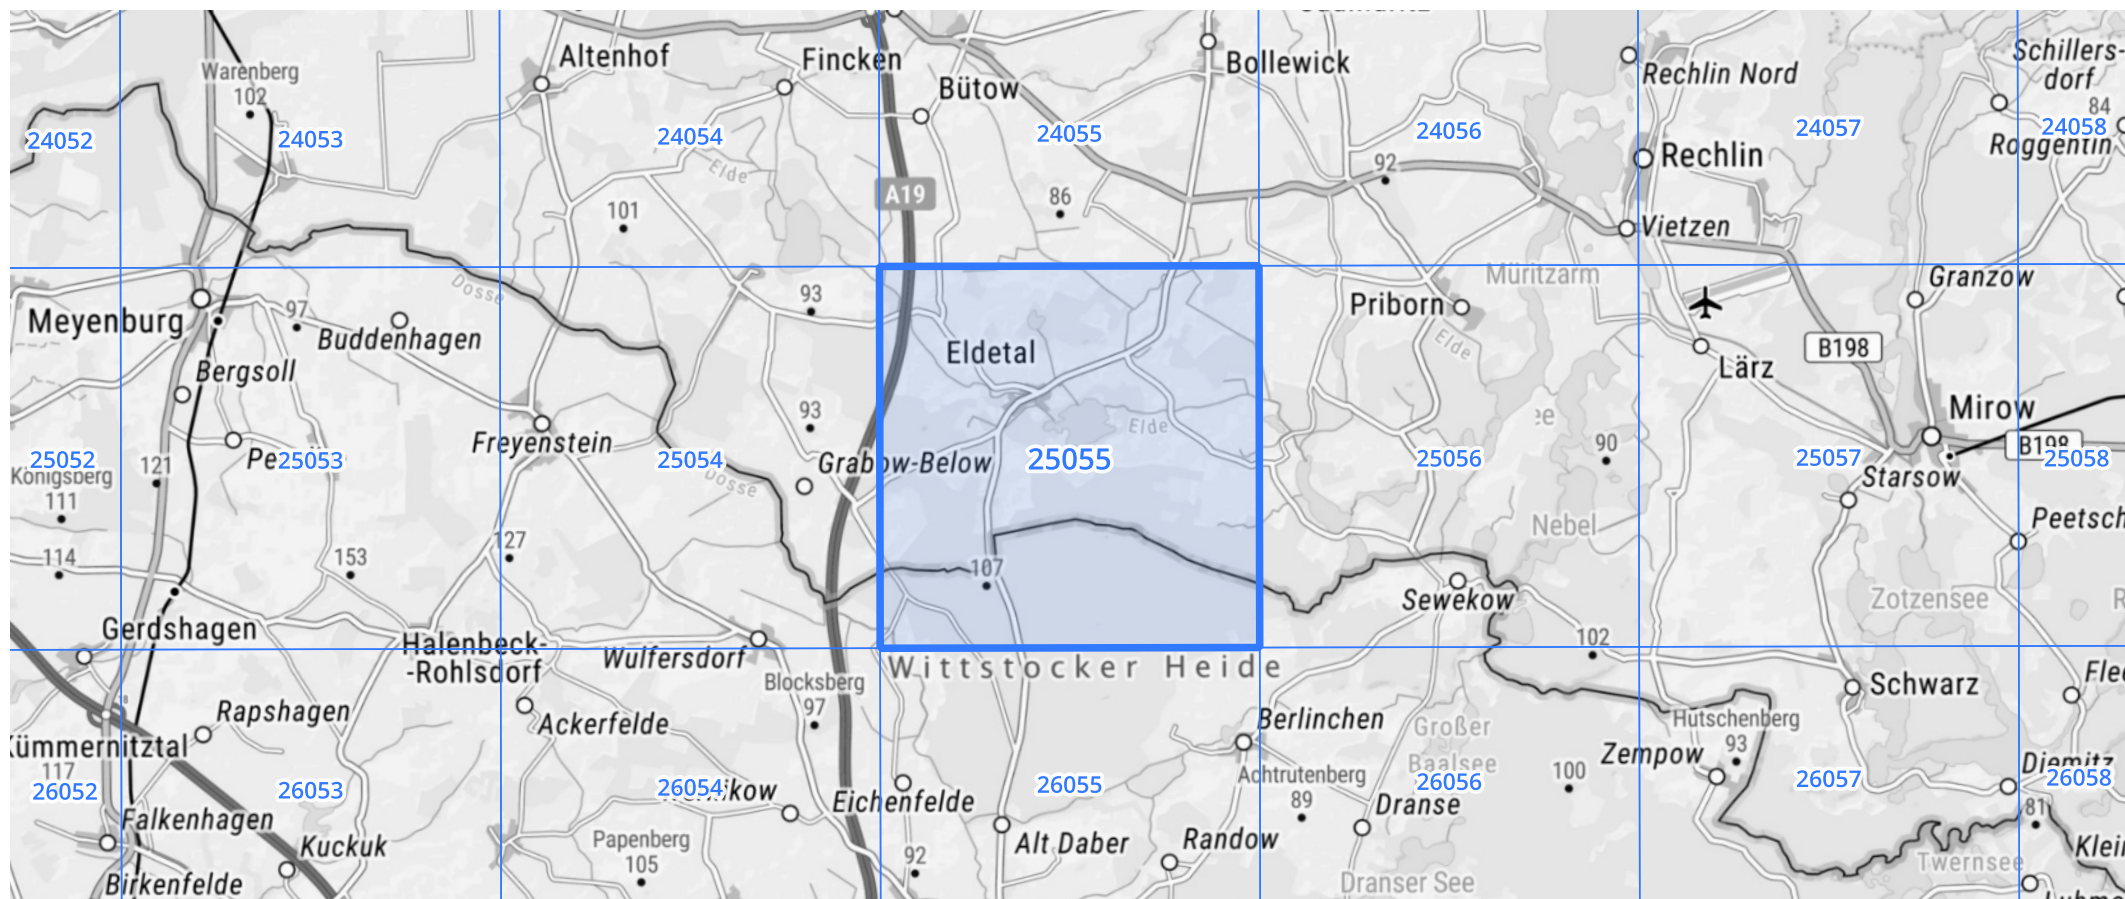 Altenhof
Fincken
Bollewick
Rechlin Nord
Schillers-
dorf
Warenberg
102
Bütow
84
24052
24053
24054
24055
24056
24057
24058
Roggentin
Rechlin
Elde
92
A19
86
101
Vietzen
Müritzarm
Granzow
Dosse
93
Priborn
Meyenburg
97
Buddenhagen
Elde
B198
Eldetal
Lärz
Bergsoll
93
Mirow
Elde
Freyenstein
90
B198
25052
Königsberg
111
121
25053
25054
Grabow-Below
25055
25056
25057
25058
Starsow
Dosse
Nebel
Peetsch
114
153
127
107
Sewekow
Zotzensee
Gerdshagen
Halenbeck-
-Rohlsdorf
Wulfersdorf
102
Wittstocker Heide
Blocksberg
97
Schwarz
Rapshagen
Ackerfelde
Berlinchen
Großer
Baalsee
Hutschenberg
93
Zempow
Kümmernitztal
117
26052
26053
26054
26055
26056
26057
26058
Achtrutenberg
89
100
Diemitz
Eichenfelde
Dranse
81
Falkenhagen
Kuckuk
Papenberg
105
Alt Daber
Randow
92
Twernsee
Birkenfelde
Dranser See